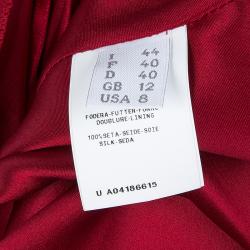 I 44
F 40
D 40
GB 12
USA 8
FODERA-FUTTER-FORRO
DOUBLURE-LINING
100%SETA-SEIDE-SOIE
SILK-SEDA
U A04186615